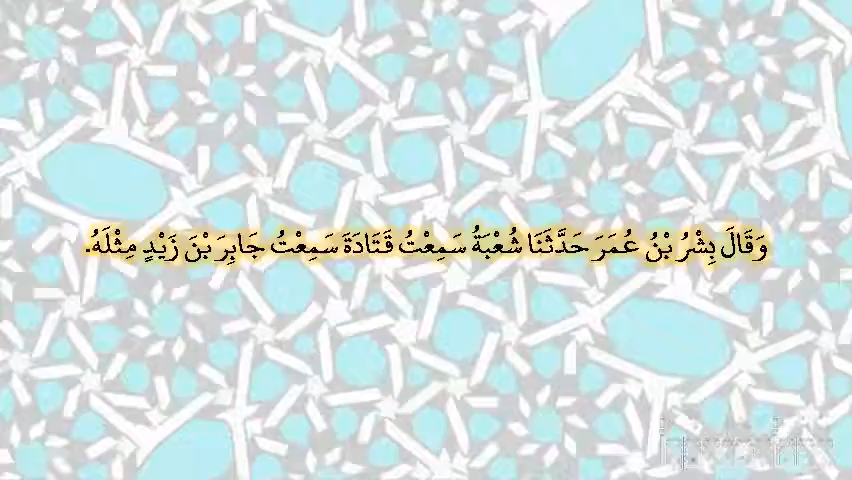 وَقَالَ بِشْرُ بْنُ عُمَرَ حَدَّثَنَا شُعْبَةُ سَمِعْتُ قَتَادَةَ سَمِعْتُ جَابِرَ بْنَ زَيْدٍ مِثْلَهُ.